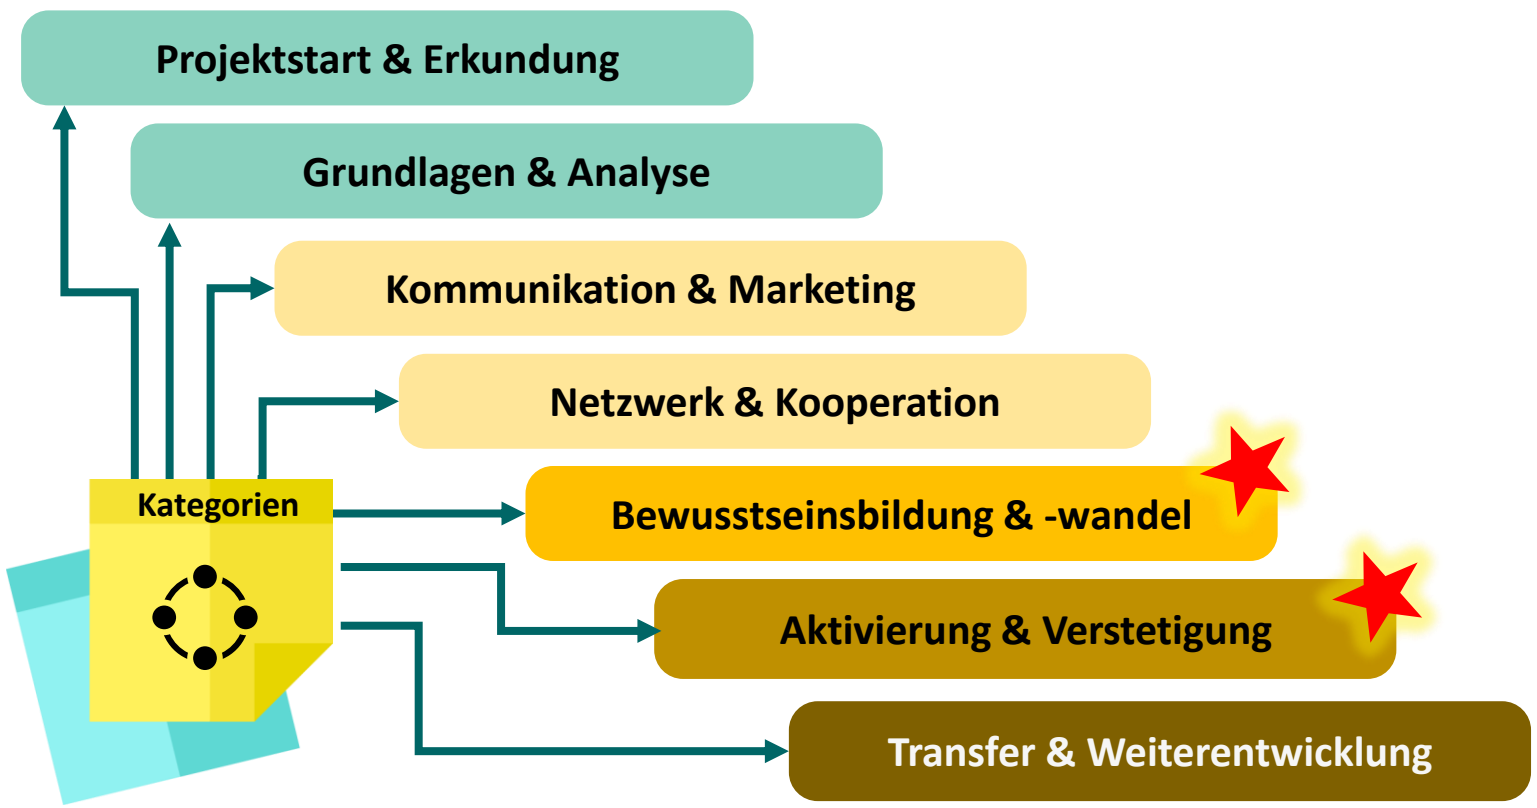 Projektstart & Erkundung
Grundlagen & Analyse
Kommunikation & Marketing
Netzwerk & Kooperation
Kategorien
Bewusstseinsbildung & -wandel
Aktivierung & Verstetigung
Transfer & Weiterentwicklung